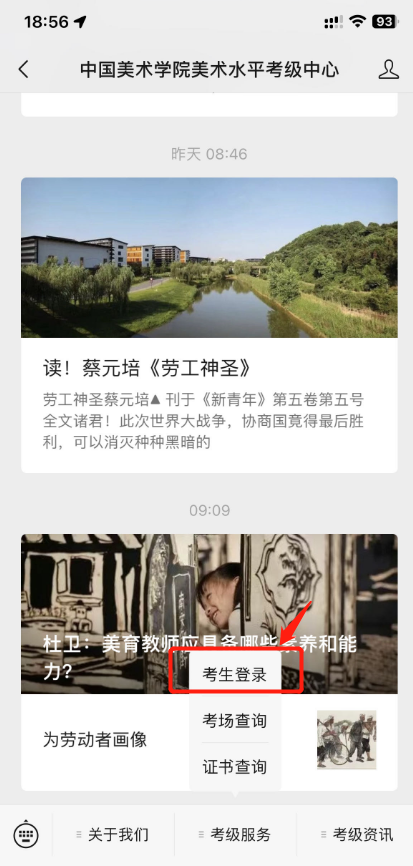 18:56
93
中国美术学院美术水平考级中心
昨天 08:46
读！蔡元培《劳工神圣》
劳工神圣蔡元培▲ 刊于《新青年》第五卷第五号
全文诸君！此次世界大战争，协商国竟得最后胜
利，可以消灭种种黑暗的
09:09
杜卫：美育教师应具备哪些素养和能
力？
考生登录
考场查询
为劳动者画像
证书查询
关于我们
考级服务
考级资讯